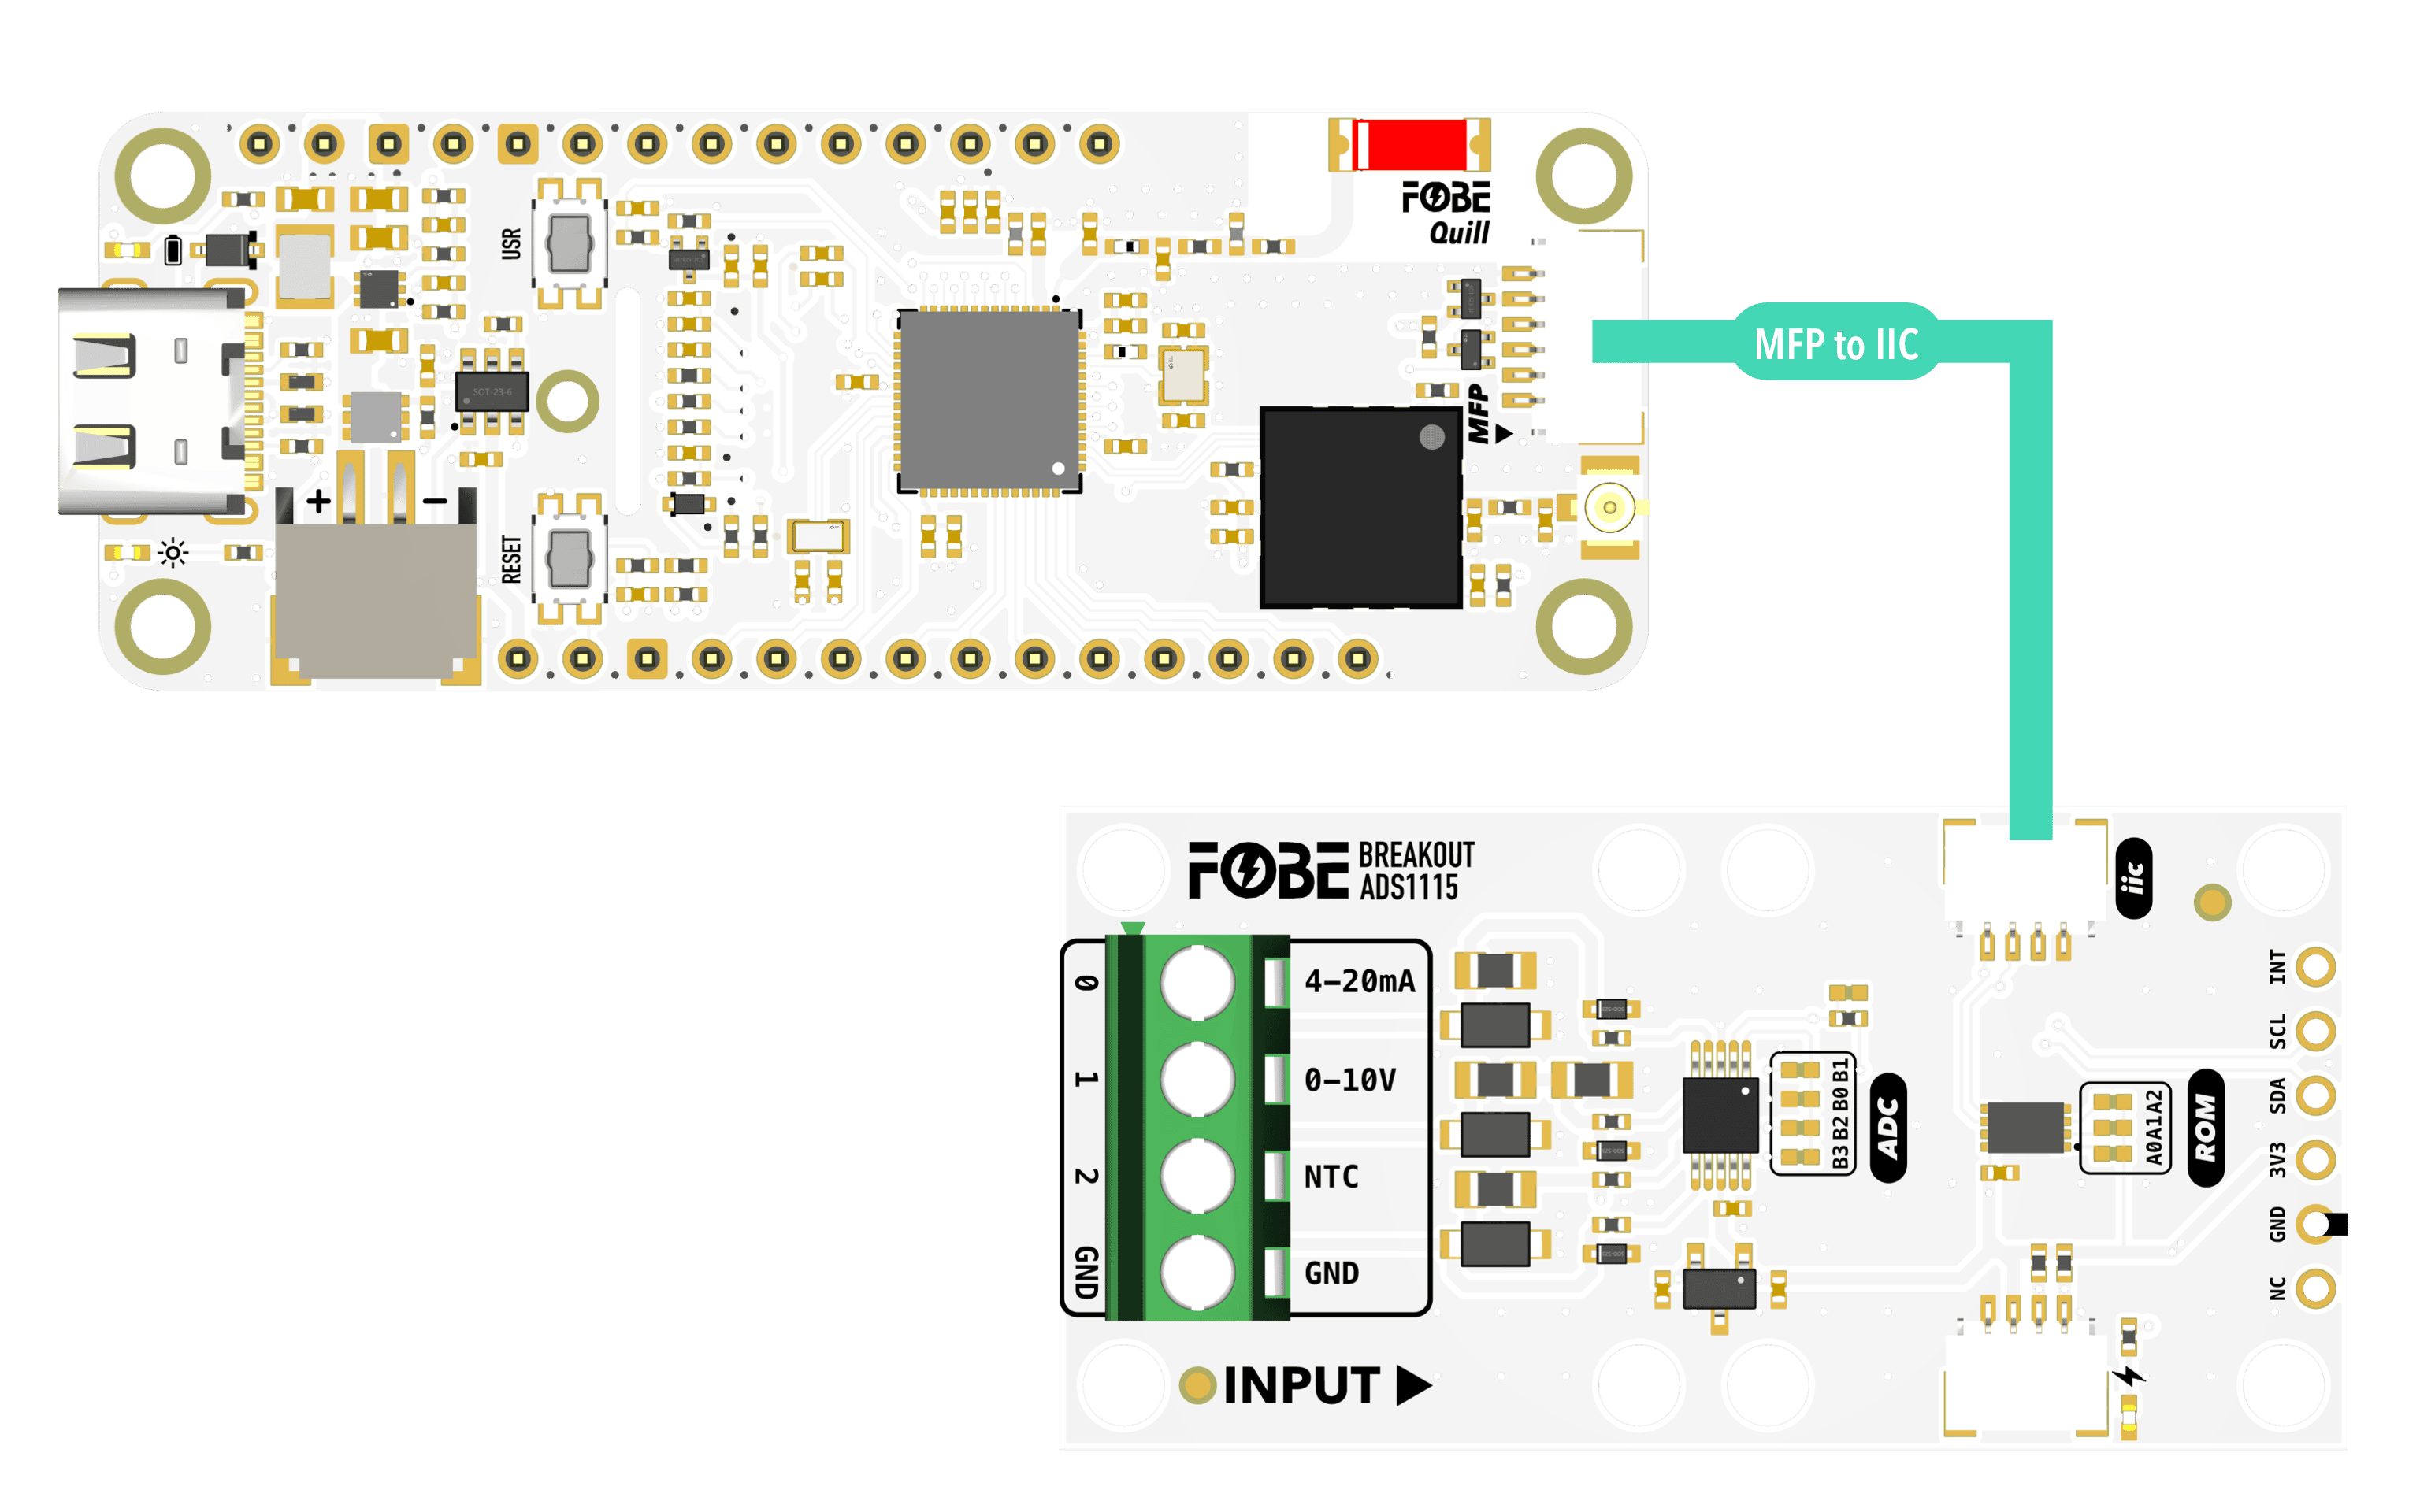 FOBE
Quill
USR
MFP to IIC
MFP
SOT-23-6
+ −
RESET
FOBE BREAKOUT
ADS1115
iic
0 4-20mA
1 0-10V
2 NTC
GND GND
INPUT
B3 B2 B0 B1
ADC
A0A1A2
ROM
INT
SCL
SDA
3V3
GND
NC